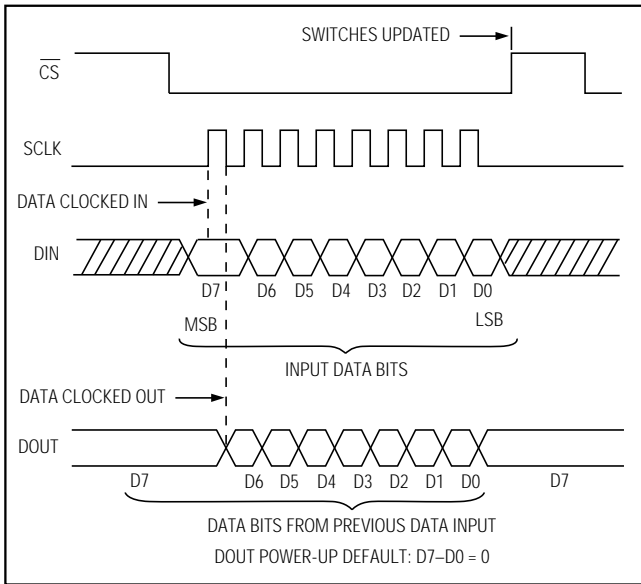 SWITCHES UPDATED
CS
SCLK
DATA CLOCKED IN
DIN
D7 D6 D5 D4 D3 D2 D1 D0
MSB LSB
INPUT DATA BITS
DATA CLOCKED OUT
DOUT
D7 D6 D5 D4 D3 D2 D1 D0 D7
DATA BITS FROM PREVIOUS DATA INPUT
DOUT POWER-UP DEFAULT: D7–D0 = 0